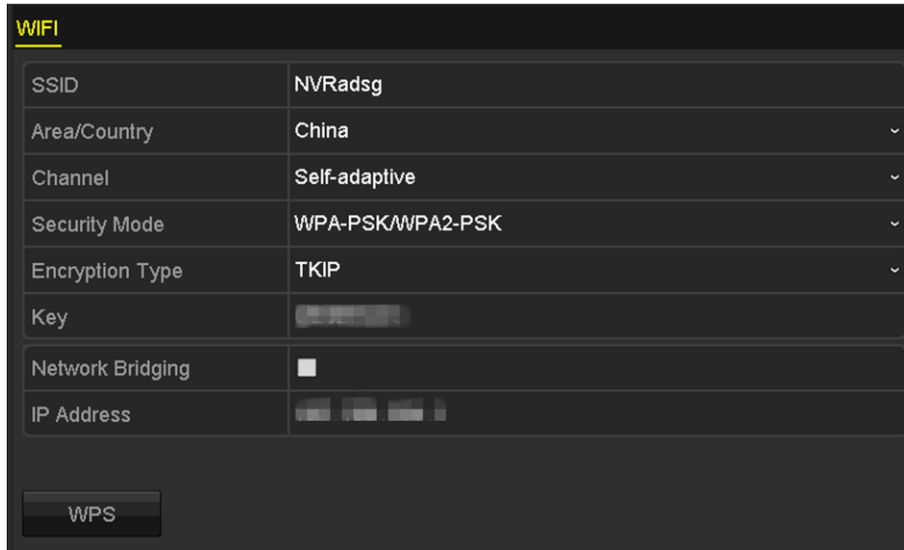 WIFI
SSID NVRadsg
Area/Country China
Channel Self-adaptive
Security Mode WPA-PSK/WPA2-PSK
Encryption Type TKIP
Key
Network Bridging
IP Address
WPS